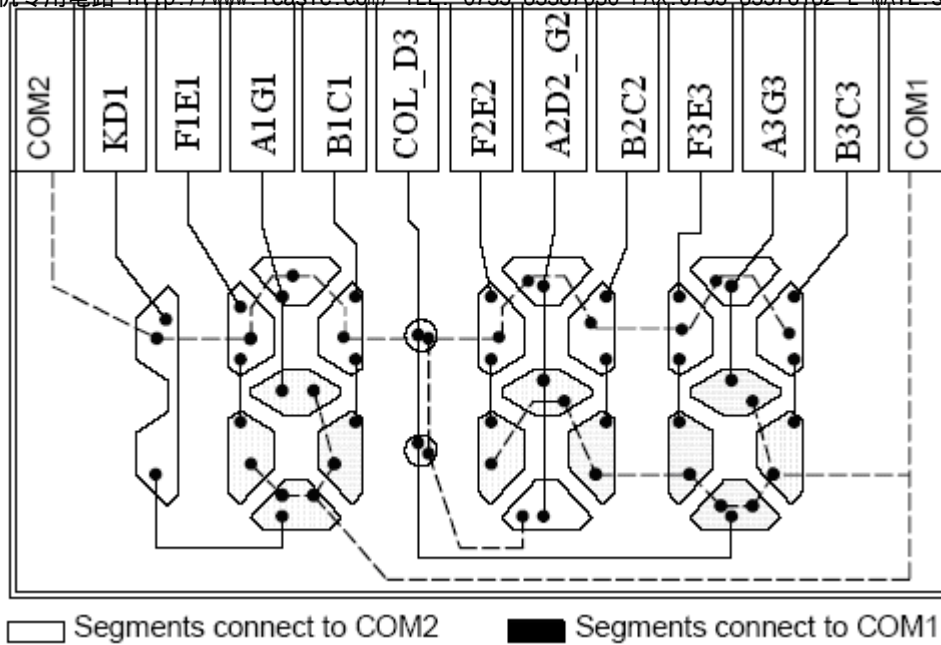 COM2
KD1
F1E1
A1G1
B1C1
COL_D3
F2E2
A2D2_G2
B2C2
F3E3
A3G3
B3C3
COM1
Segments connect to COM2
Segments connect to COM1